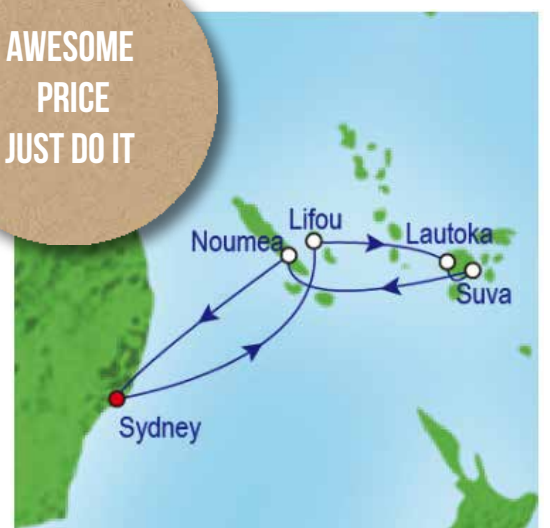 AWESOME
PRICE
JUST DO IT
Lifou
Noumea
Lautoka
Suva
Sydney